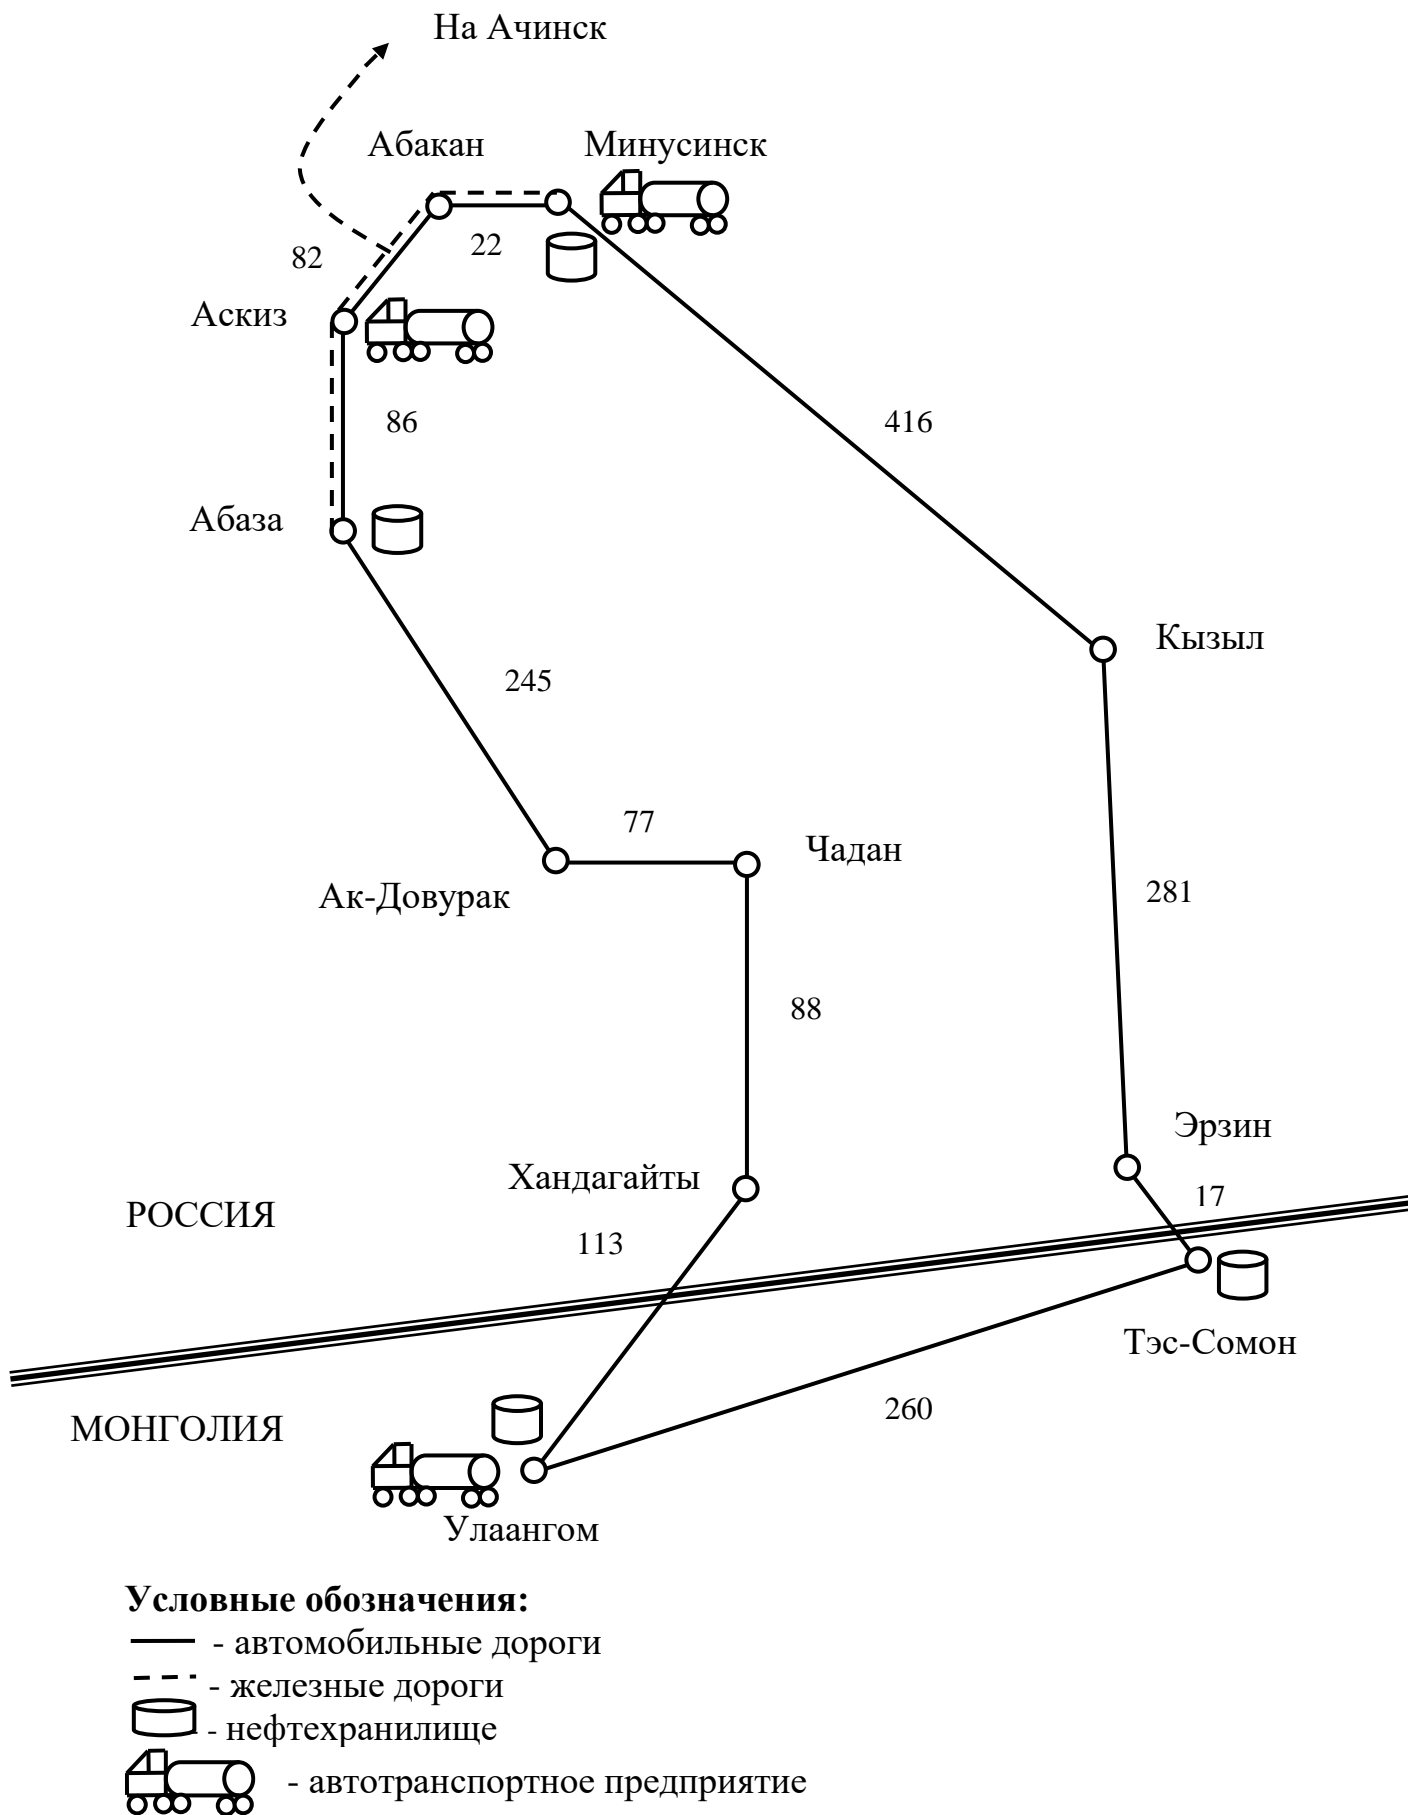 На Ачинск
Абакан
Минусинск
82
22
Аскиз
86
416
Абаза
Кызыл
245
77
Чадан
Ак-Довурак
281
88
Эрзин
Хандагайты
17
РОССИЯ
113
Тэс-Сомон
260
МОНГОЛИЯ
Улаангом
Условные обозначения:
- автомобильные дороги
- железные дороги
- нефтехранилище
- автотранспортное предприятие